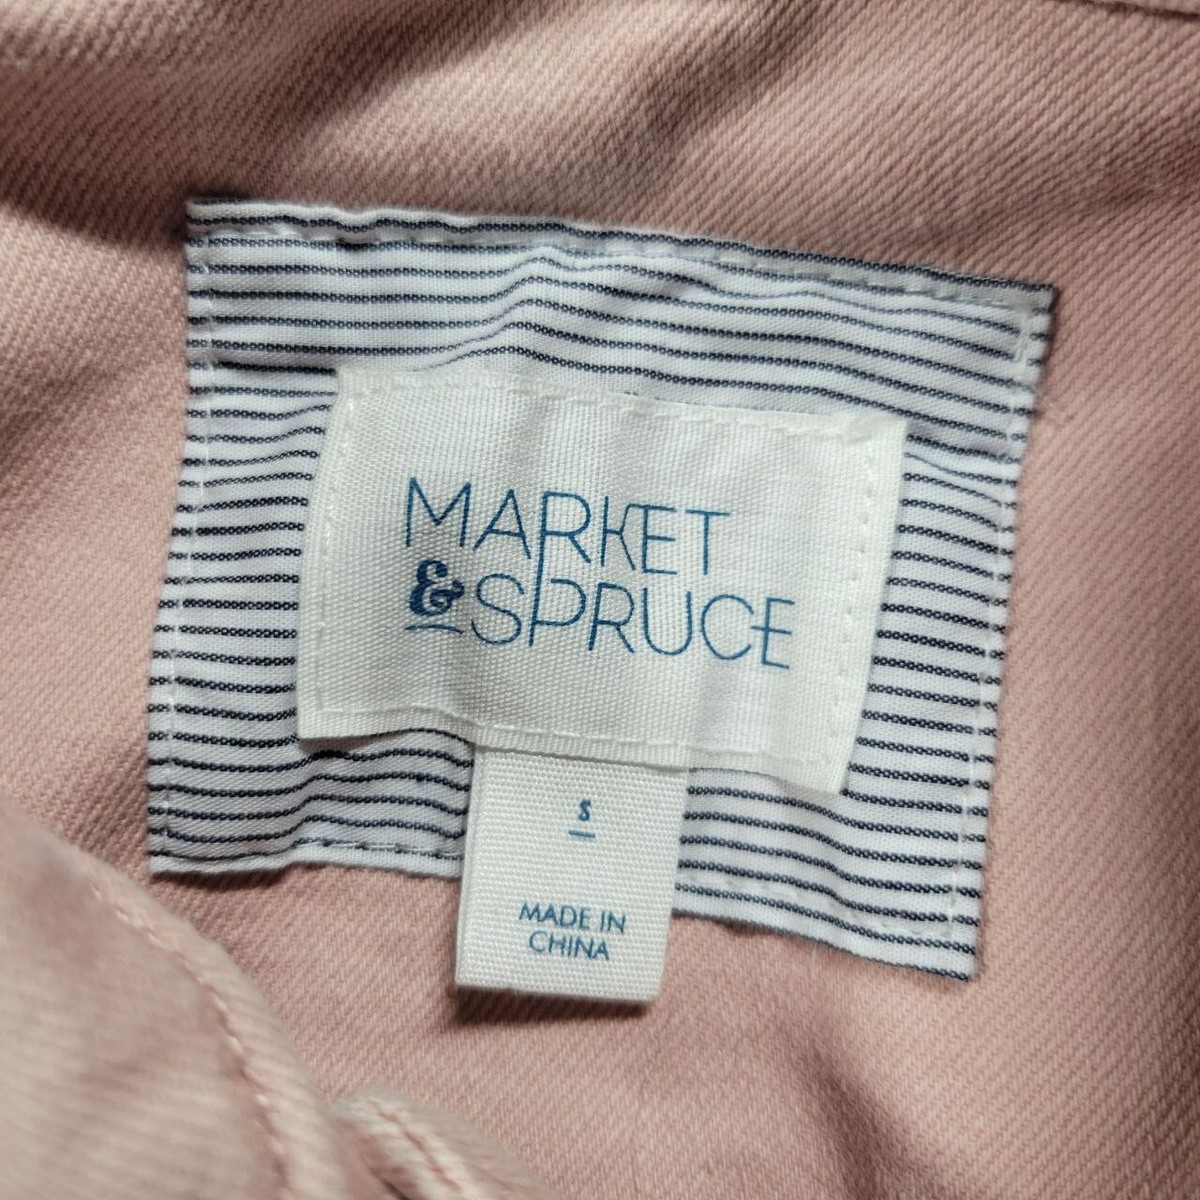 MARKET
& SPRUCE
S
MADE IN
CHINA